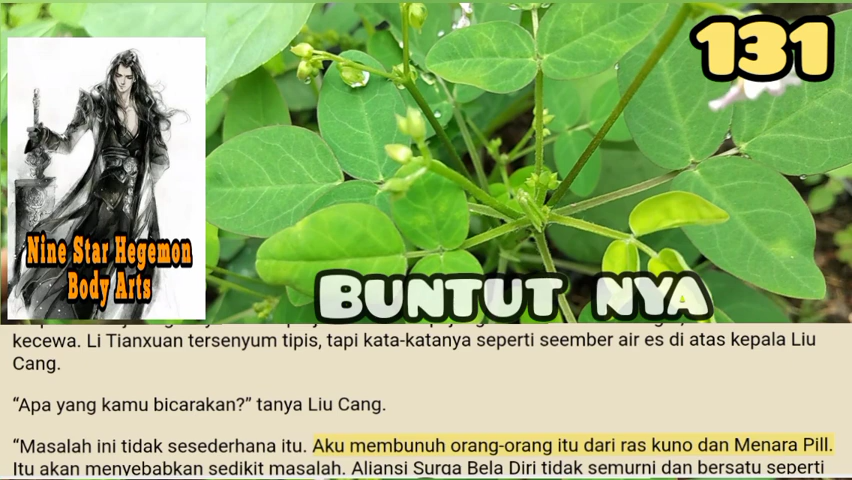 131
Nine Star Hegemon
Body Arts
BUNTUT NYA
kecewa. Li Tianxuan tersenyum tipis, tapi kata-katanya seperti seember air es di atas kepala Liu
Cang.
“Apa yang kamu bicarakan?” tanya Liu Cang.
“Masalah ini tidak sesederhana itu. Aku membunuh orang-orang itu dari ras kuno dan Menara Pill.
Itu akan menyebabkan sedikit masalah. Aliansi Surga Bela Diri tidak semurni dan bersatu seperti